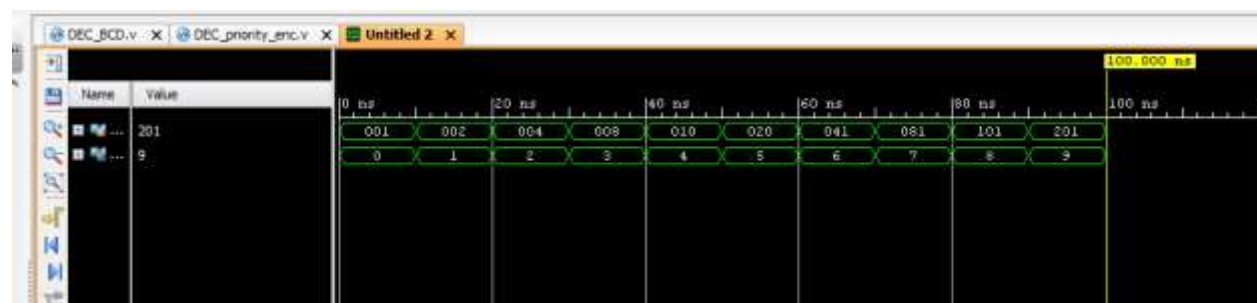 DEC_BCD.v DEC_priority_enc.v Untitled 2
100.000 ns
Name Value
0 ns 20 ns 40 ns 60 ns 80 ns 100 ns
... 201 001 002 004 008 010 020 041 081 101 201
... 9 0 1 2 3 4 5 6 7 8 9